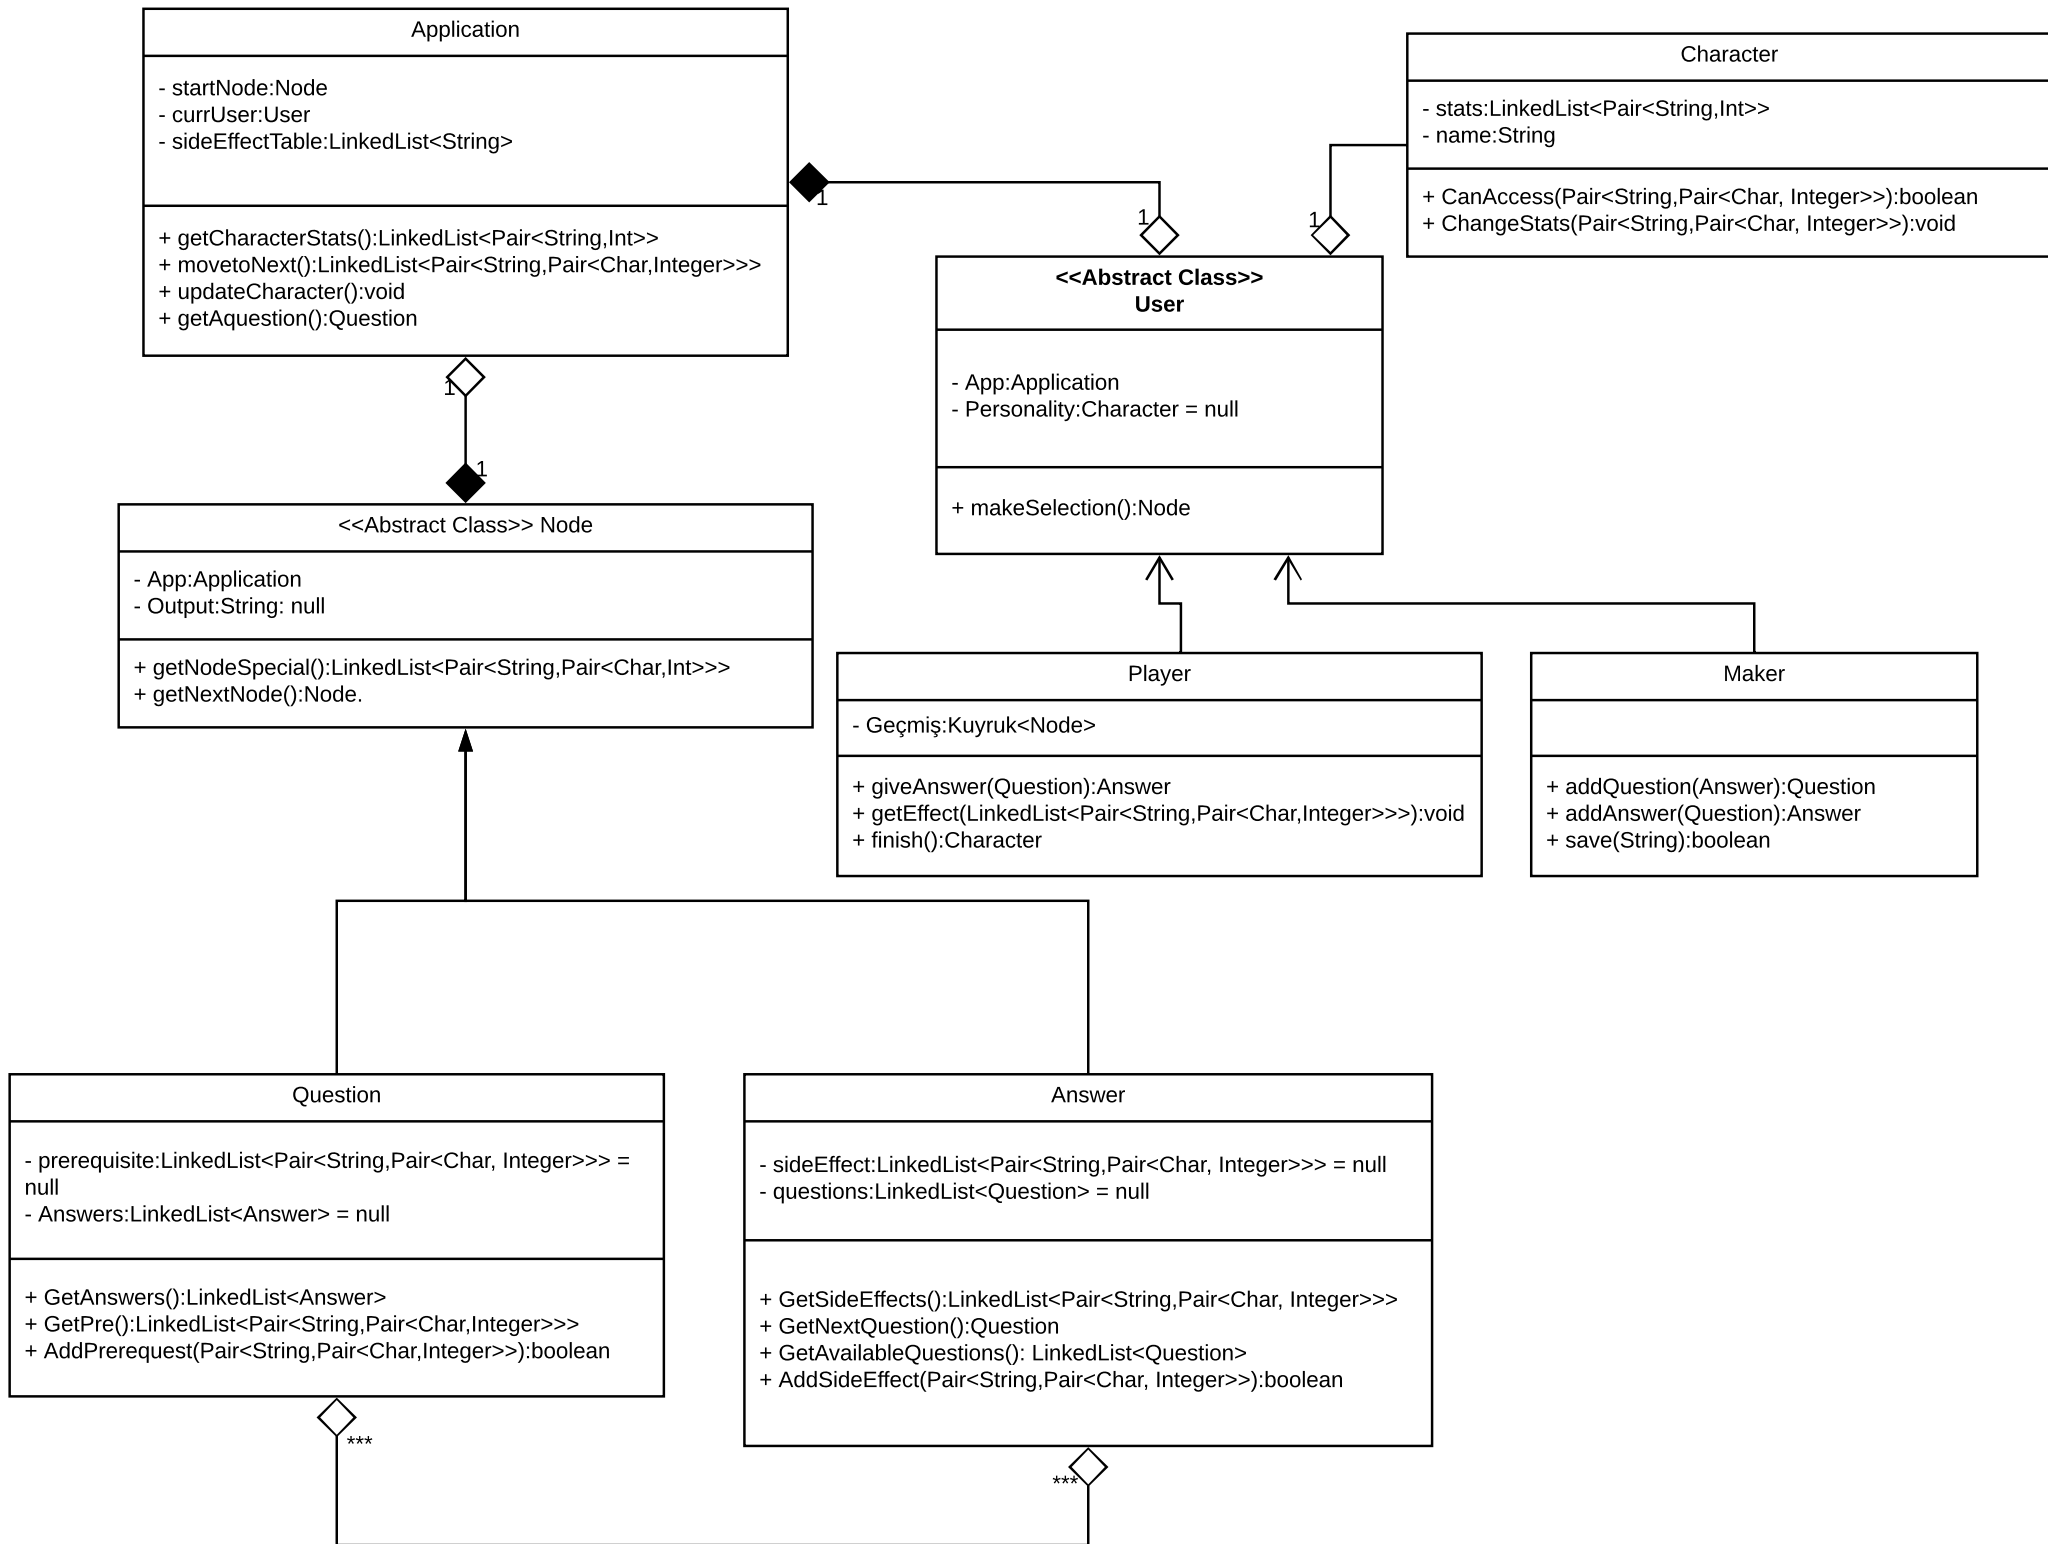 Application
- startNode:Node
- currUser:User
- sideEffectTable:LinkedList<String>
+ getCharacterStats():LinkedList<Pair<String,Int>>
+ movetoNext():LinkedList<Pair<String,Pair<Char,Integer>>>
+ updateCharacter():void
+ getAquestion():Question
1
1
1
Character
- stats:LinkedList<Pair<String,Int>>
- name:String
+ CanAccess(Pair<String,Pair<Char, Integer>>):boolean
+ ChangeStats(Pair<String,Pair<Char, Integer>>):void
<<Abstract Class>>
User
- App:Application
- Personality:Character = null
+ makeSelection():Node
1
1
<<Abstract Class>> Node
- App:Application
- Output:String: null
+ getNodeSpecial():LinkedList<Pair<String,Pair<Char,Int>>>
+ getNextNode():Node.
Player
- Geçmiş:Kuyruk<Node>
+ giveAnswer(Question):Answer
+ getEffect(LinkedList<Pair<String,Pair<Char,Integer>>>):void
+ finish():Character
Maker
+ addQuestion(Answer):Question
+ addAnswer(Question):Answer
+ save(String):boolean
Question
- prerequisite:LinkedList<Pair<String,Pair<Char, Integer>>> =
null
- Answers:LinkedList<Answer> = null
+ GetAnswers():LinkedList<Answer>
+ GetPre():LinkedList<Pair<String,Pair<Char,Integer>>>
+ AddPrerequest(Pair<String,Pair<Char,Integer>>):boolean
***
Answer
- sideEffect:LinkedList<Pair<String,Pair<Char, Integer>>> = null
- questions:LinkedList<Question> = null
+ GetSideEffects():LinkedList<Pair<String,Pair<Char, Integer>>>
+ GetNextQuestion():Question
+ GetAvailableQuestions(): LinkedList<Question>
+ AddSideEffect(Pair<String,Pair<Char, Integer>>):boolean
***